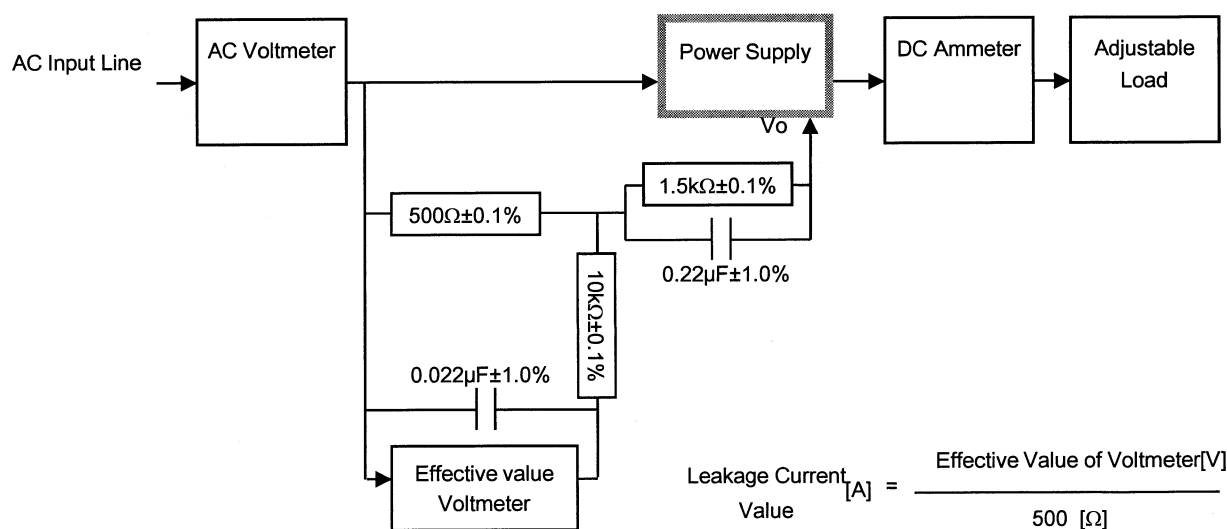 AC Input Line
AC Voltmeter
Power Supply
DC Ammeter
Adjustable
Load
Vo
1.5kΩ±0.1%
500Ω±0.1%
0.22µF±1.0%
10kΩ±0.1%
0.022µF±1.0%
Effective value
Voltmeter
Leakage Current
Value
[A] =
Effective Value of Voltmeter[V]
500 [Ω]